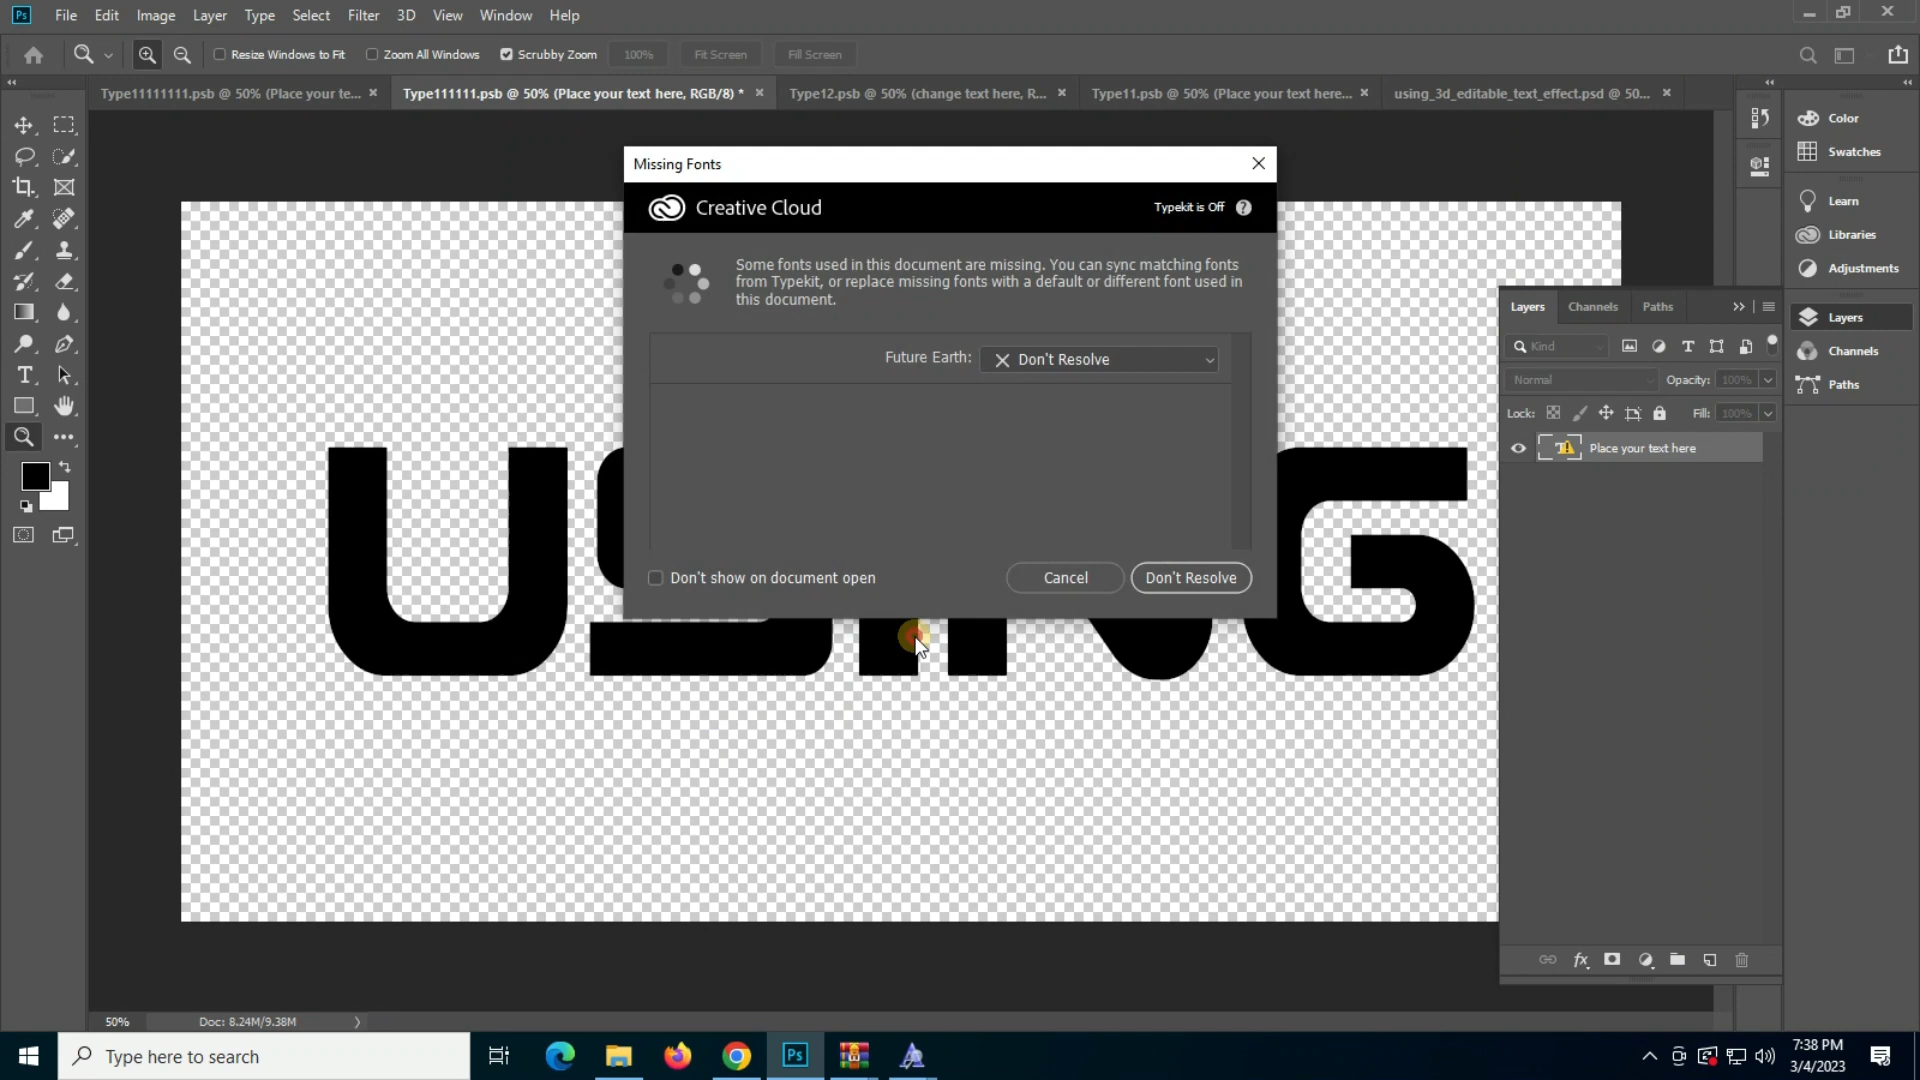 Ps File Edit Image Layer Type Select Filter 3D View Window Help
Resize Windows to Fit Zoom All Windows Scrubby Zoom 100% Fit Screen Fill Screen
Type11111111.psb @ 50% (Place your te... × Type111111.psb @ 50% (Place your text here, RGB/8) * × Type12.psb @ 50% (change text here, R... × Type11.psb @ 50% (Place your text here... × using_3d_editable_text_effect.psd @ 50... ×
Missing Fonts
Creative Cloud
Typekit is Off ?
Some fonts used in this document are missing. You can sync matching fonts
from Typekit, or replace missing fonts with a default or different font used in
this document.
Future Earth: Don't Resolve
Don't show on document open
Cancel
Don't Resolve
USING
Color
Swatches
Learn
Libraries
Adjustments
Layers
Channels
Paths
Layers Channels Paths
Kind
Normal Opacity: 100%
Lock: Fill: 100%
Place your text here
fx
50% Doc: 8.24M/9.38M
Type here to search
Ps
7:38 PM
3/4/2023